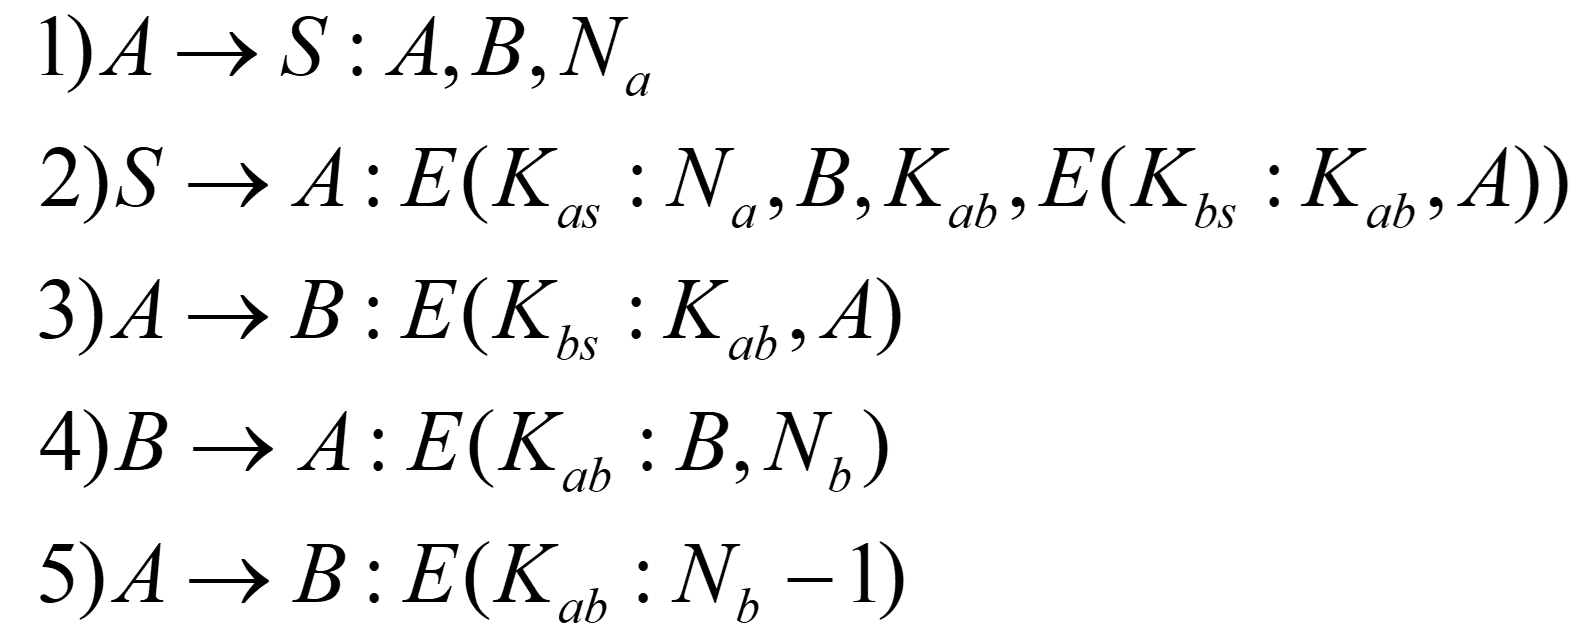 1)A → S : A, B, N_a
2)S → A : E(K_as : N_a, B, K_ab, E(K_bs : K_ab, A))
3)A → B : E(K_bs : K_ab, A)
4)B → A : E(K_ab : B, N_b)
5)A → B : E(K_ab : N_b − 1)